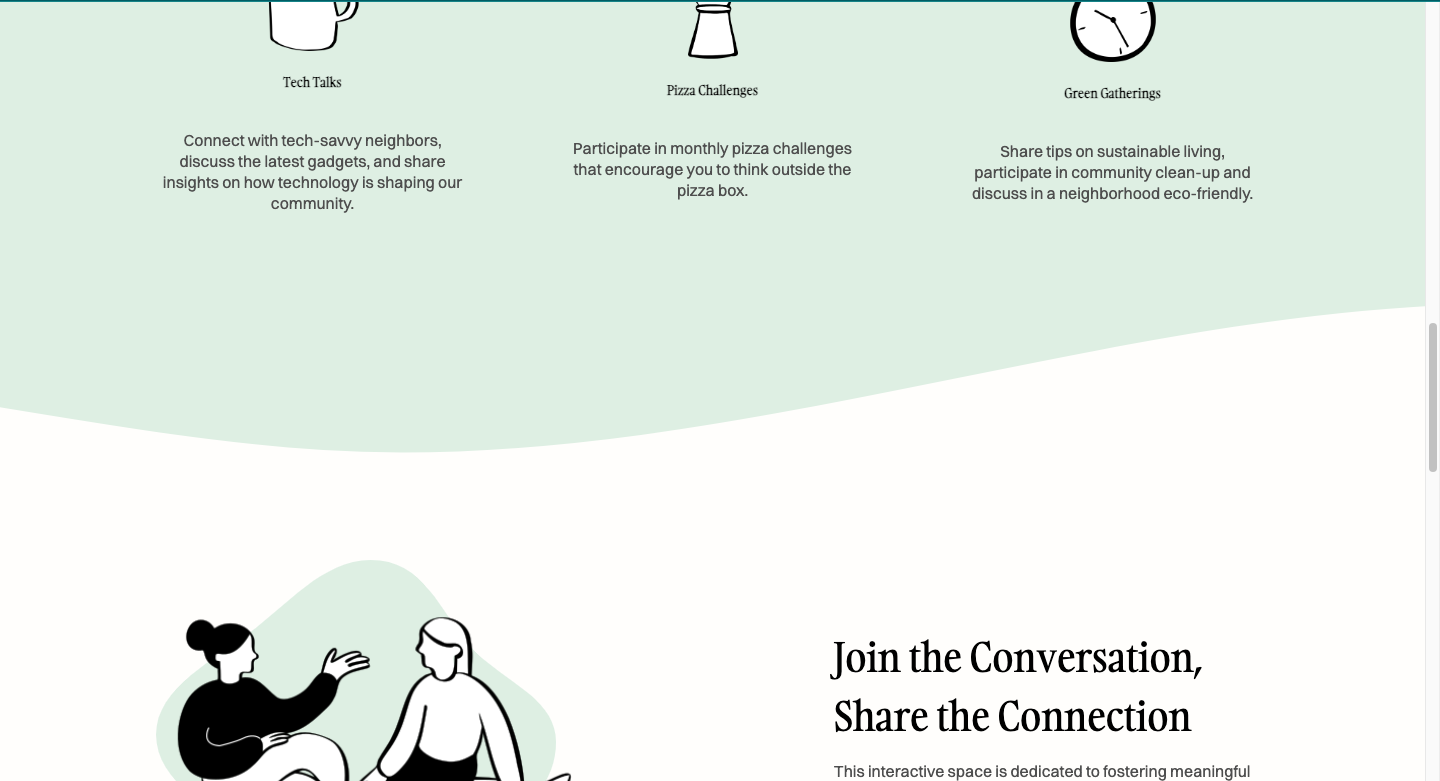 Tech Talks
Connect with tech-savvy neighbors,
discuss the latest gadgets, and share
insights on how technology is shaping our
community.
Pizza Challenges
Participate in monthly pizza challenges
that encourage you to think outside the
pizza box.
Green Gatherings
Share tips on sustainable living,
participate in community clean-up and
discuss in a neighborhood eco-friendly.
Join the Conversation,
Share the Connection
This interactive space is dedicated to fostering meaningful